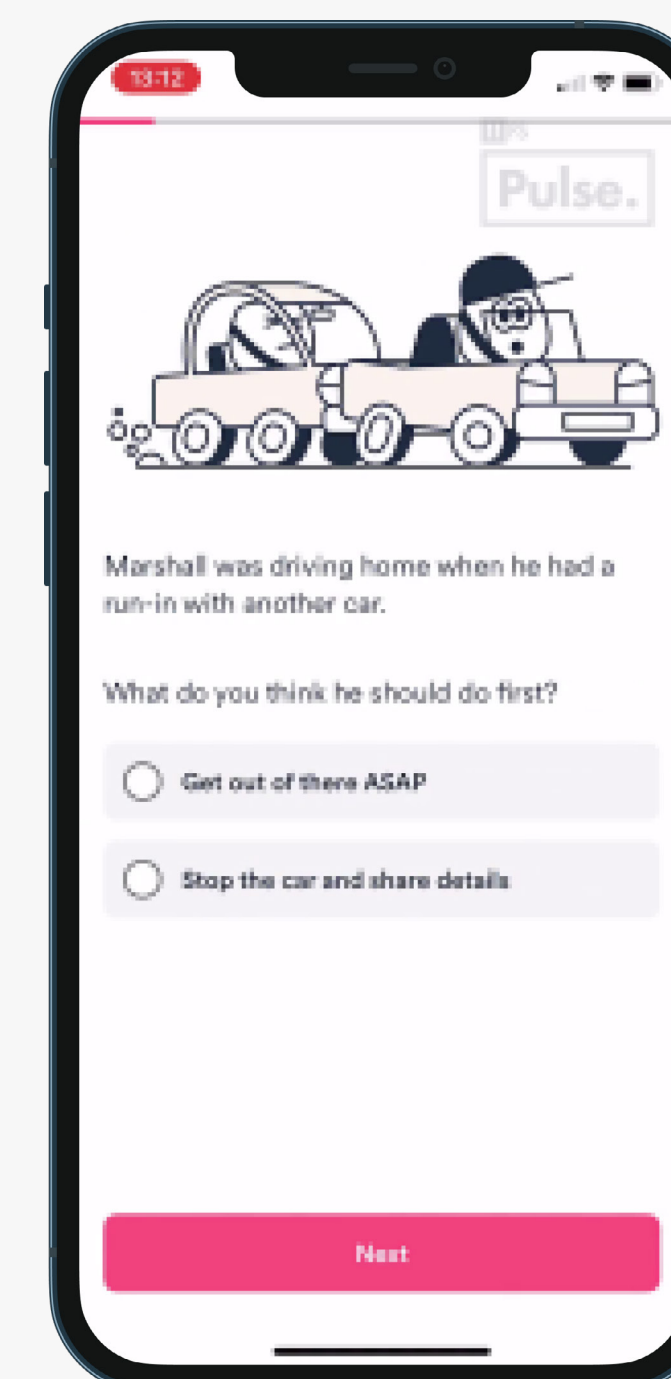 13:12
Pulse.
Marshall was driving home when he had a
run-in with another car.
What do you think he should do first?
Get out of there ASAP
Stop the car and share details
Next